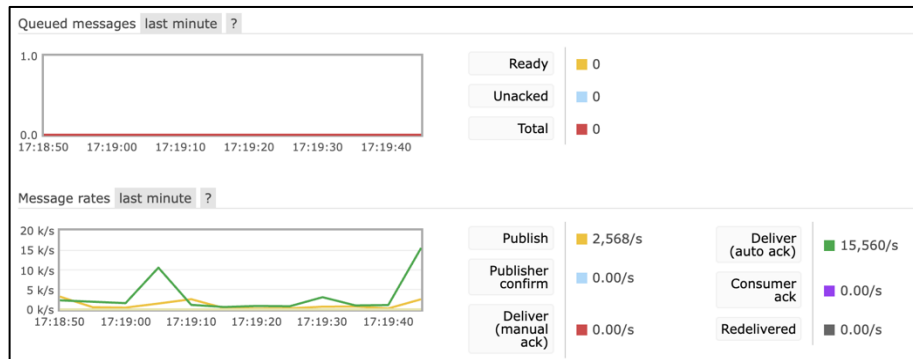 Queued messages last minute ?
1.0
0.0
17:18:50 17:19:00 17:19:10 17:19:20 17:19:30 17:19:40
Ready 0
Unacked 0
Total 0
Message rates last minute ?
20 k/s
15 k/s
10 k/s
5 k/s
0 k/s
17:18:50 17:19:00 17:19:10 17:19:20 17:19:30 17:19:40
Publish 2,568/s
Publisher
confirm 0.00/s
Deliver
(manual
ack) 0.00/s
Deliver
(auto ack) 15,560/s
Consumer
ack 0.00/s
Redelivered 0.00/s